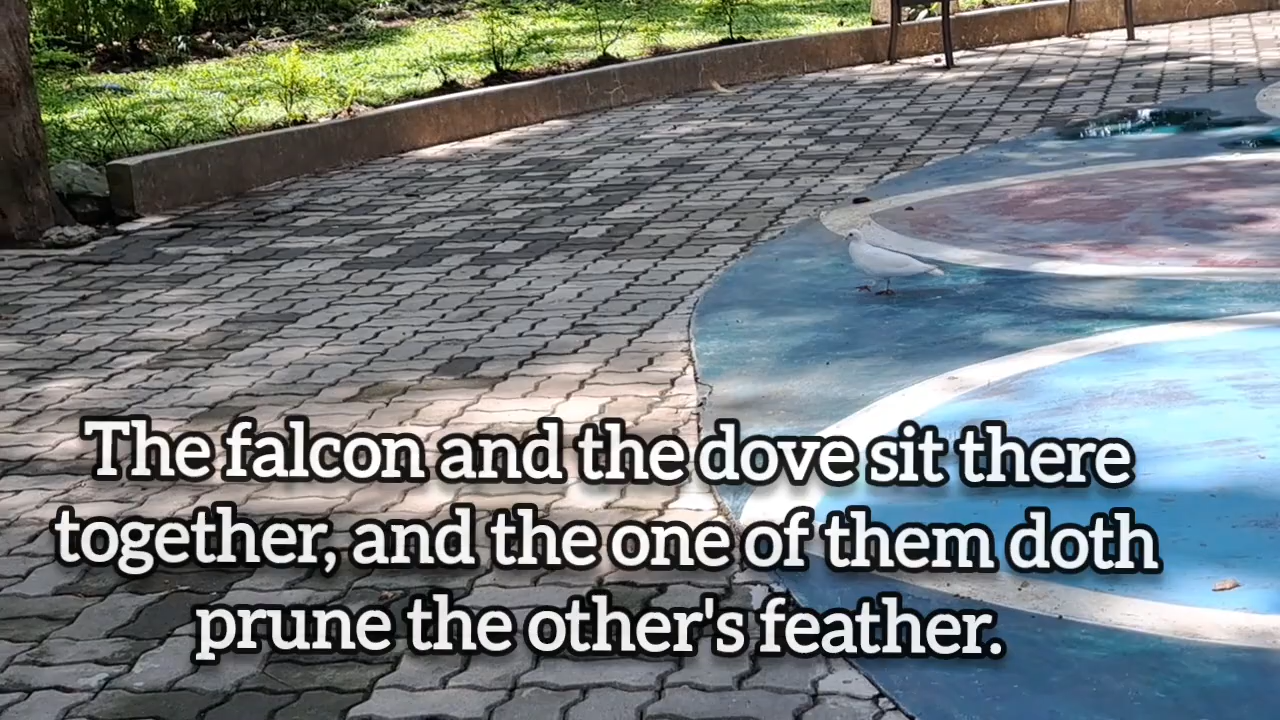 The falcon and the dove sit there
together, and the one of them doth
prune the other's feather.